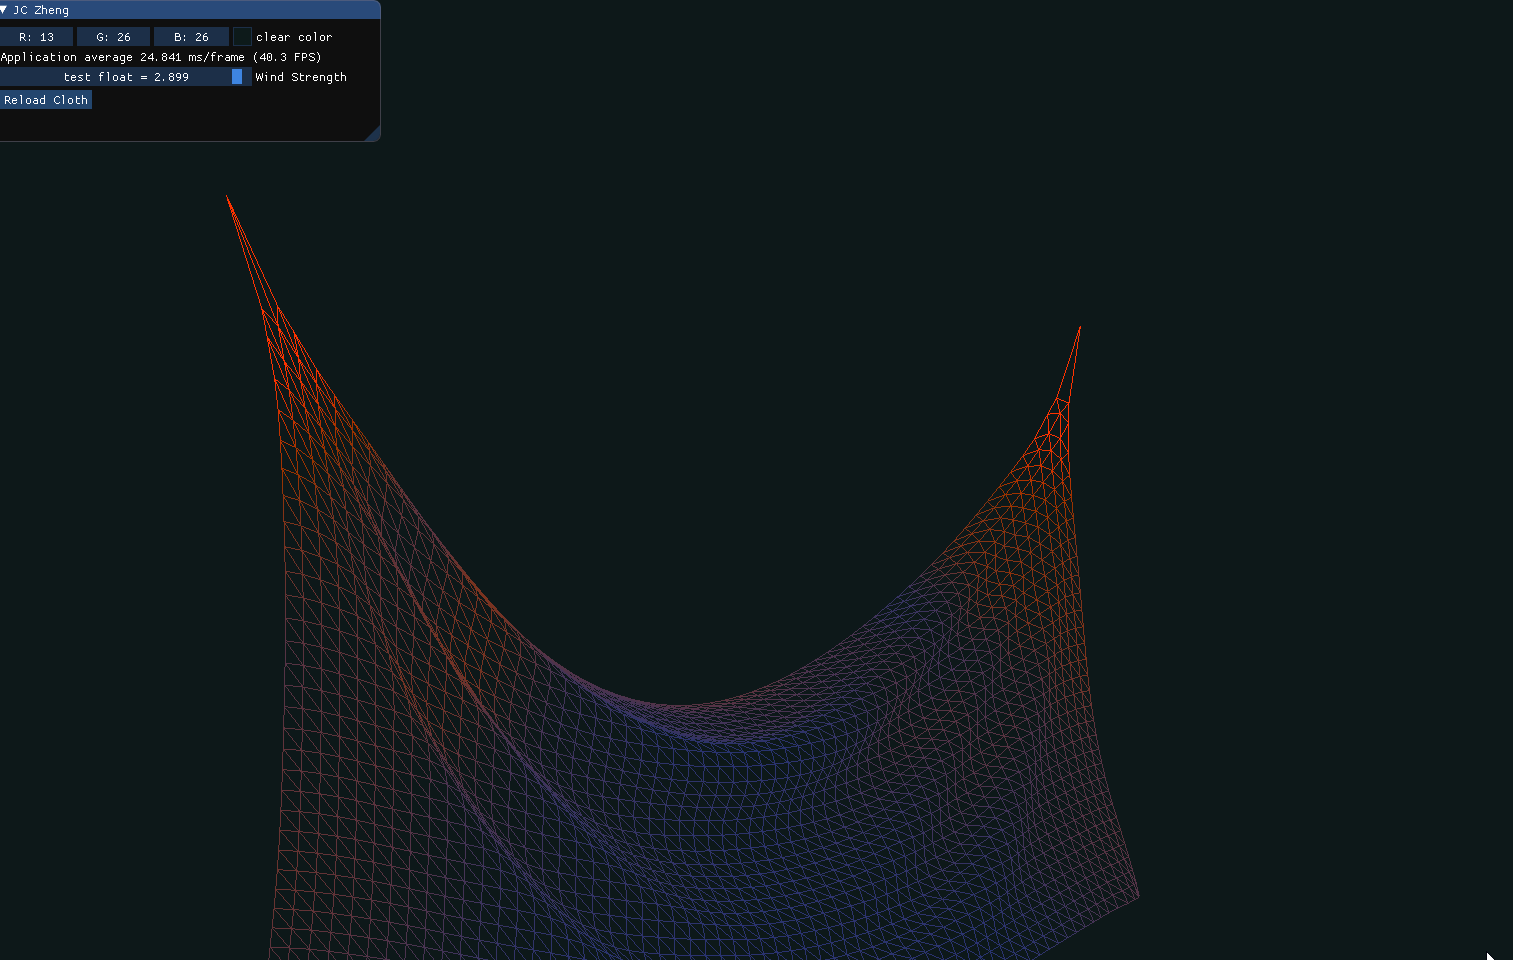 JC Zheng
R: 13 G: 26 B: 26 clear color
Application average 24.841 ms/frame (40.3 FPS)
test float = 2.899 Wind Strength
Reload Cloth